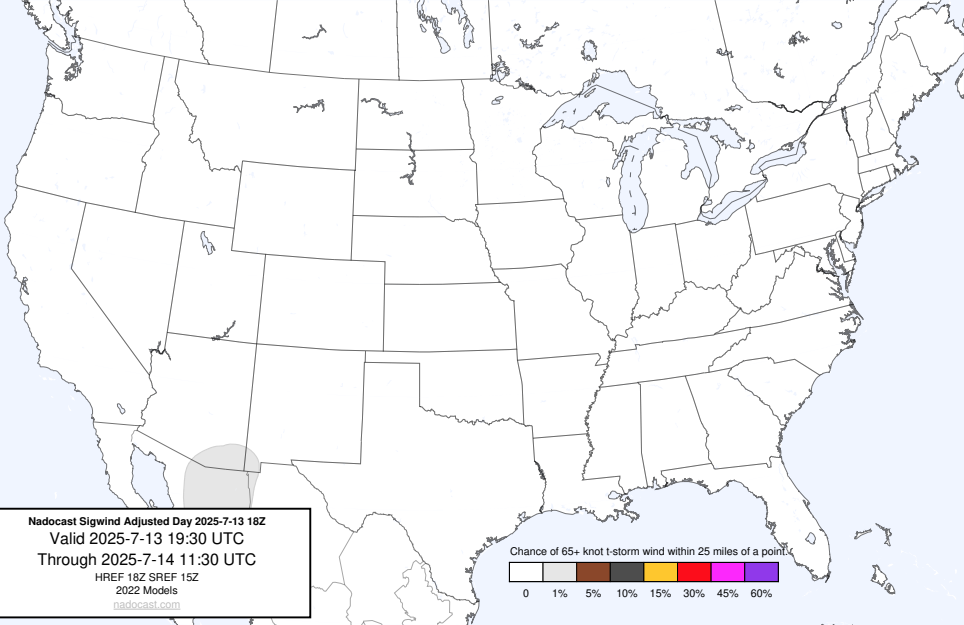 Nadocast Sigwind Adjusted Day 2025-7-13 18Z
Valid 2025-7-13 19:30 UTC
Through 2025-7-14 11:30 UTC
HREF 18Z SREF 15Z
2022 Models
nadocast.com
Chance of 65+ knot t-storm wind within 25 miles of a point.
0 1% 5% 10% 15% 30% 45% 60%